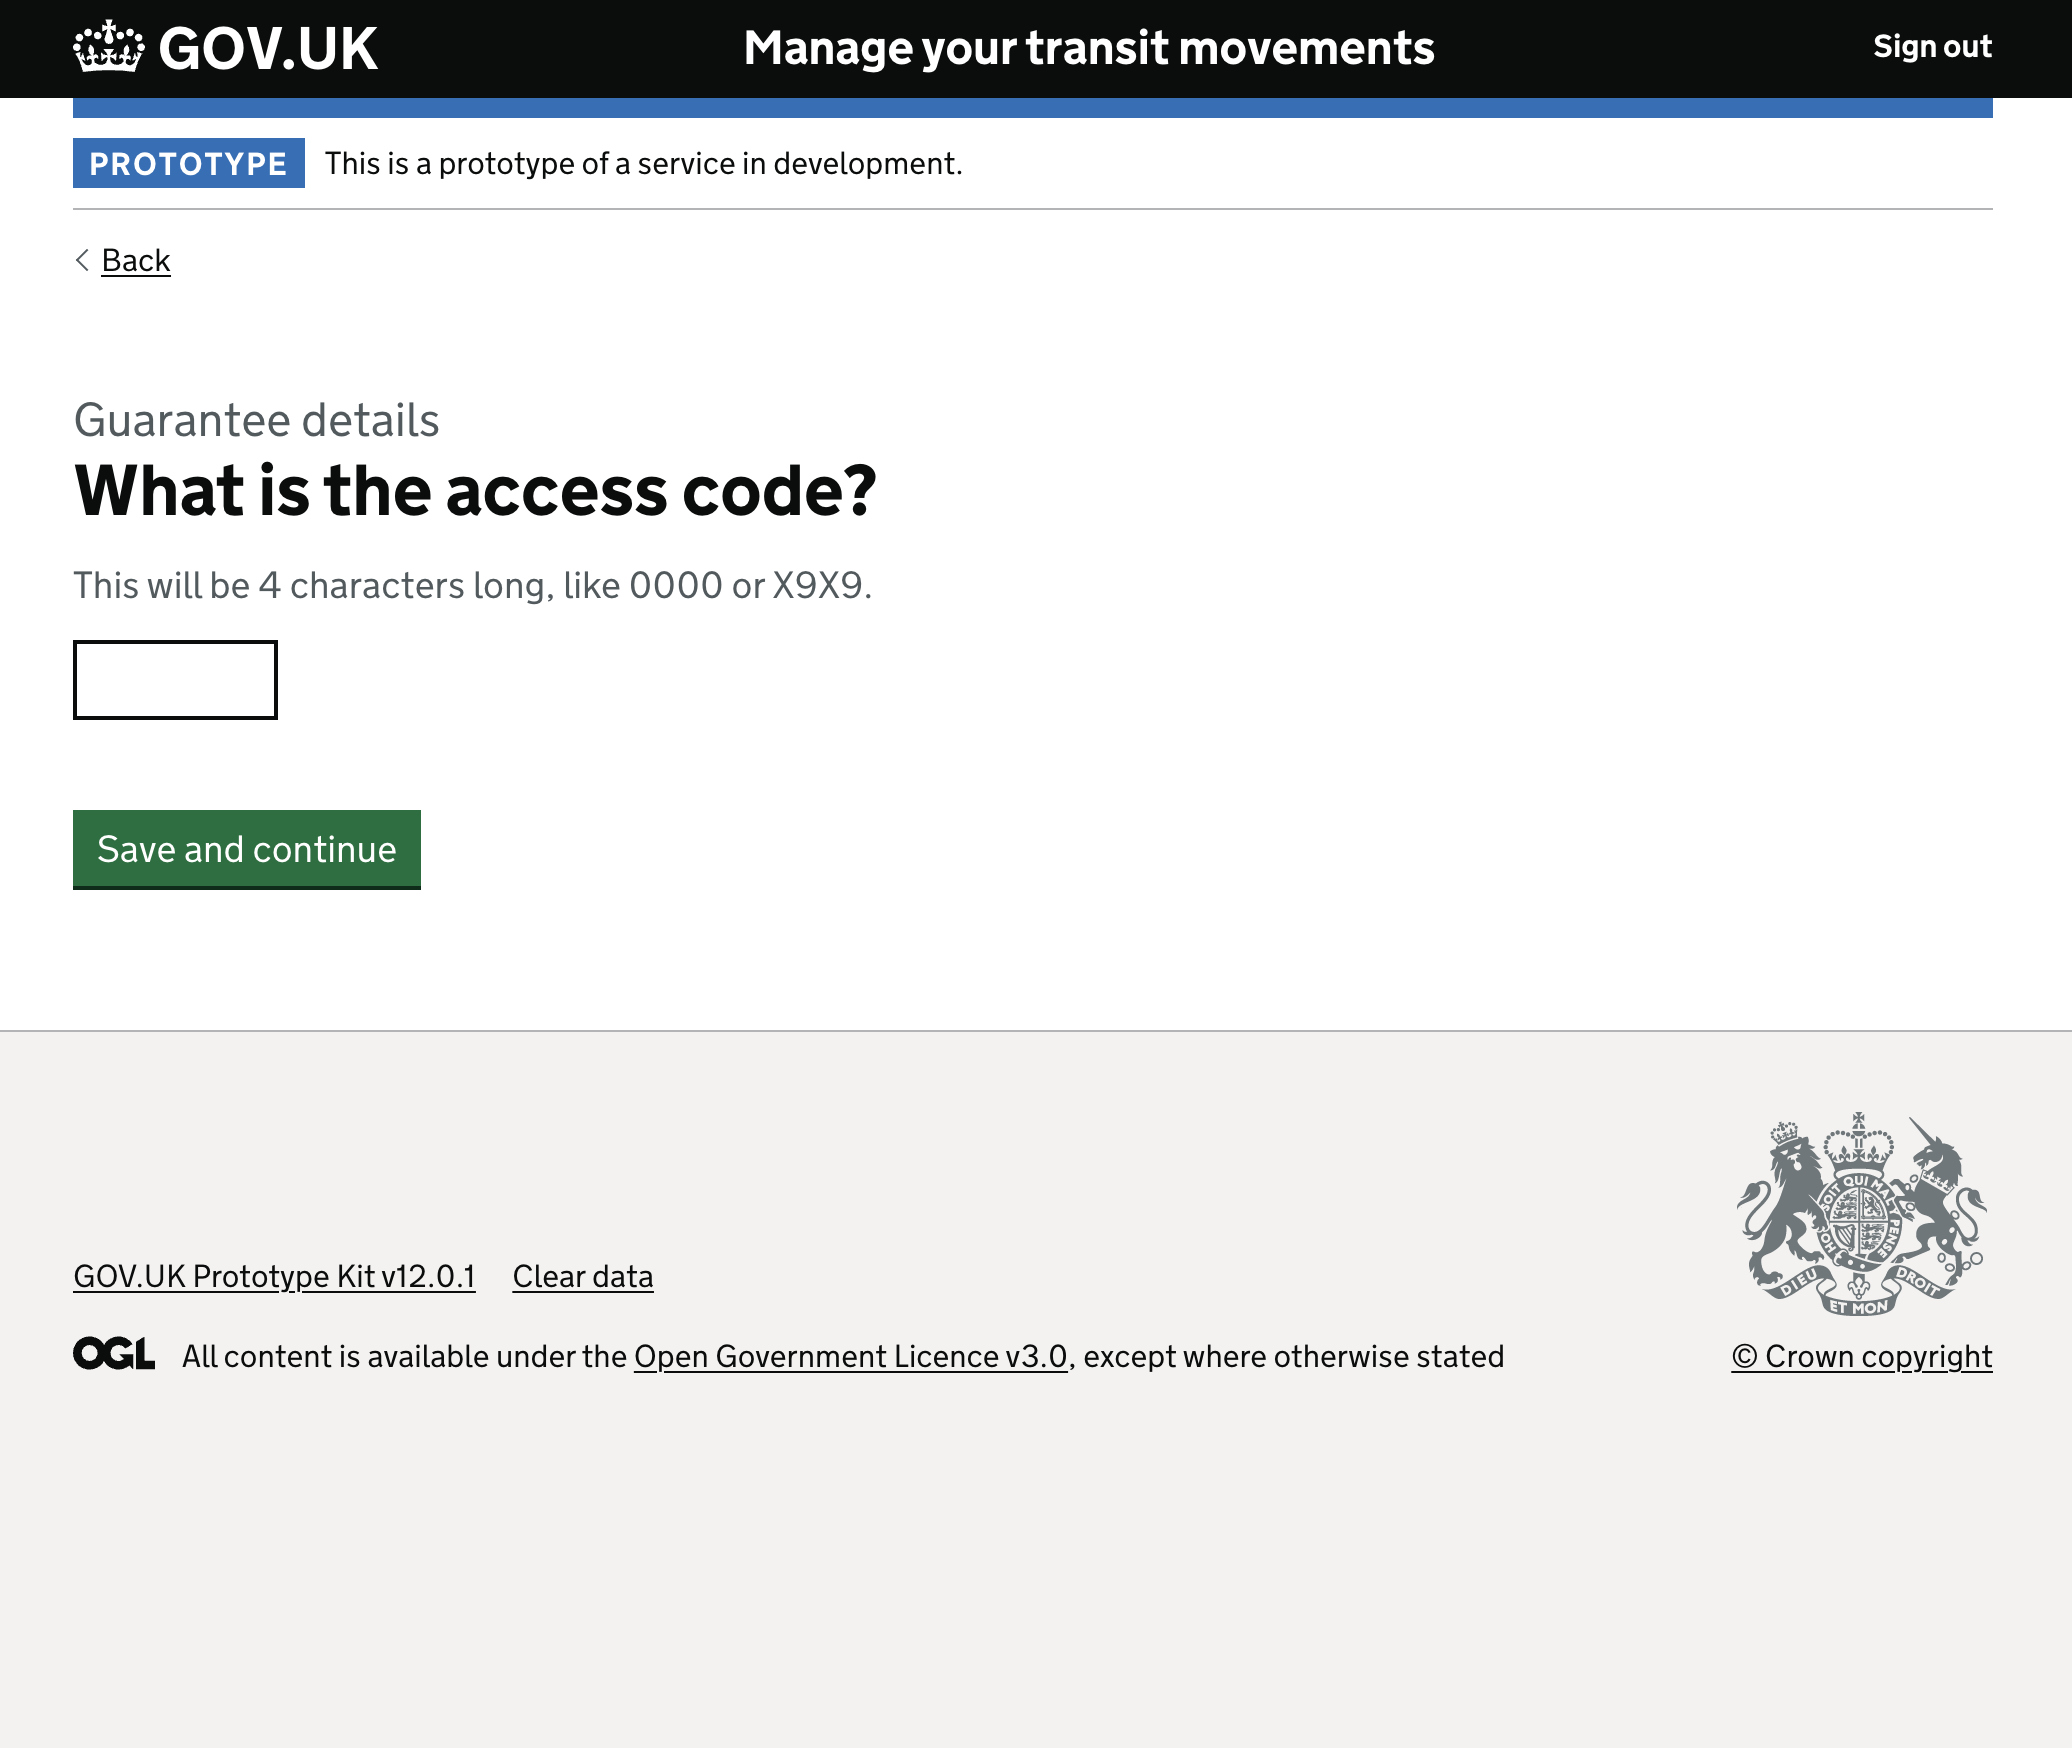 GOV.UK
Manage your transit movements
Sign out
PROTOTYPE This is a prototype of a service in development.
Back
Guarantee details
What is the access code?
This will be 4 characters long, like 0000 or X9X9.
Save and continue
GOV.UK Prototype Kit v12.0.1 Clear data
OGL All content is available under the Open Government Licence v3.0, except where otherwise stated
QUI MAL Y PENSE
DIEU ET MON DROIT
© Crown copyright